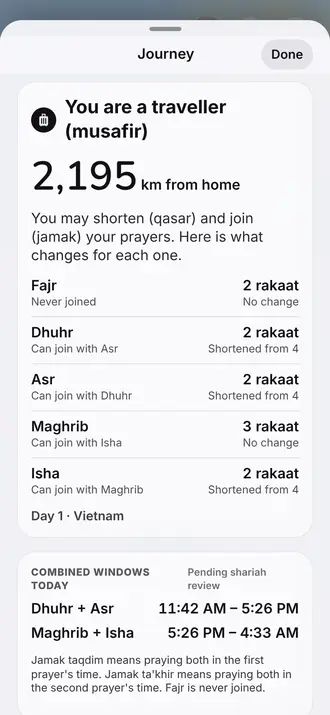 Journey
Done
You are a traveller
(musafir)
2,195 km from home
You may shorten (qasar) and join
(jamak) your prayers. Here is what
changes for each one.
Fajr 2 rakaat
Never joined No change
Dhuhr 2 rakaat
Can join with Asr Shortened from 4
Asr 2 rakaat
Can join with Dhuhr Shortened from 4
Maghrib 3 rakaat
Can join with Isha No change
Isha 2 rakaat
Can join with Maghrib Shortened from 4
Day 1 · Vietnam
COMBINED WINDOWS
TODAY
Pending shariah
review
Dhuhr + Asr 11:42 AM – 5:26 PM
Maghrib + Isha 5:26 PM – 4:33 AM
Jamak taqdim means praying both in the first
prayer's time. Jamak ta'khir means praying both in
the second prayer's time. Fajr is never joined.